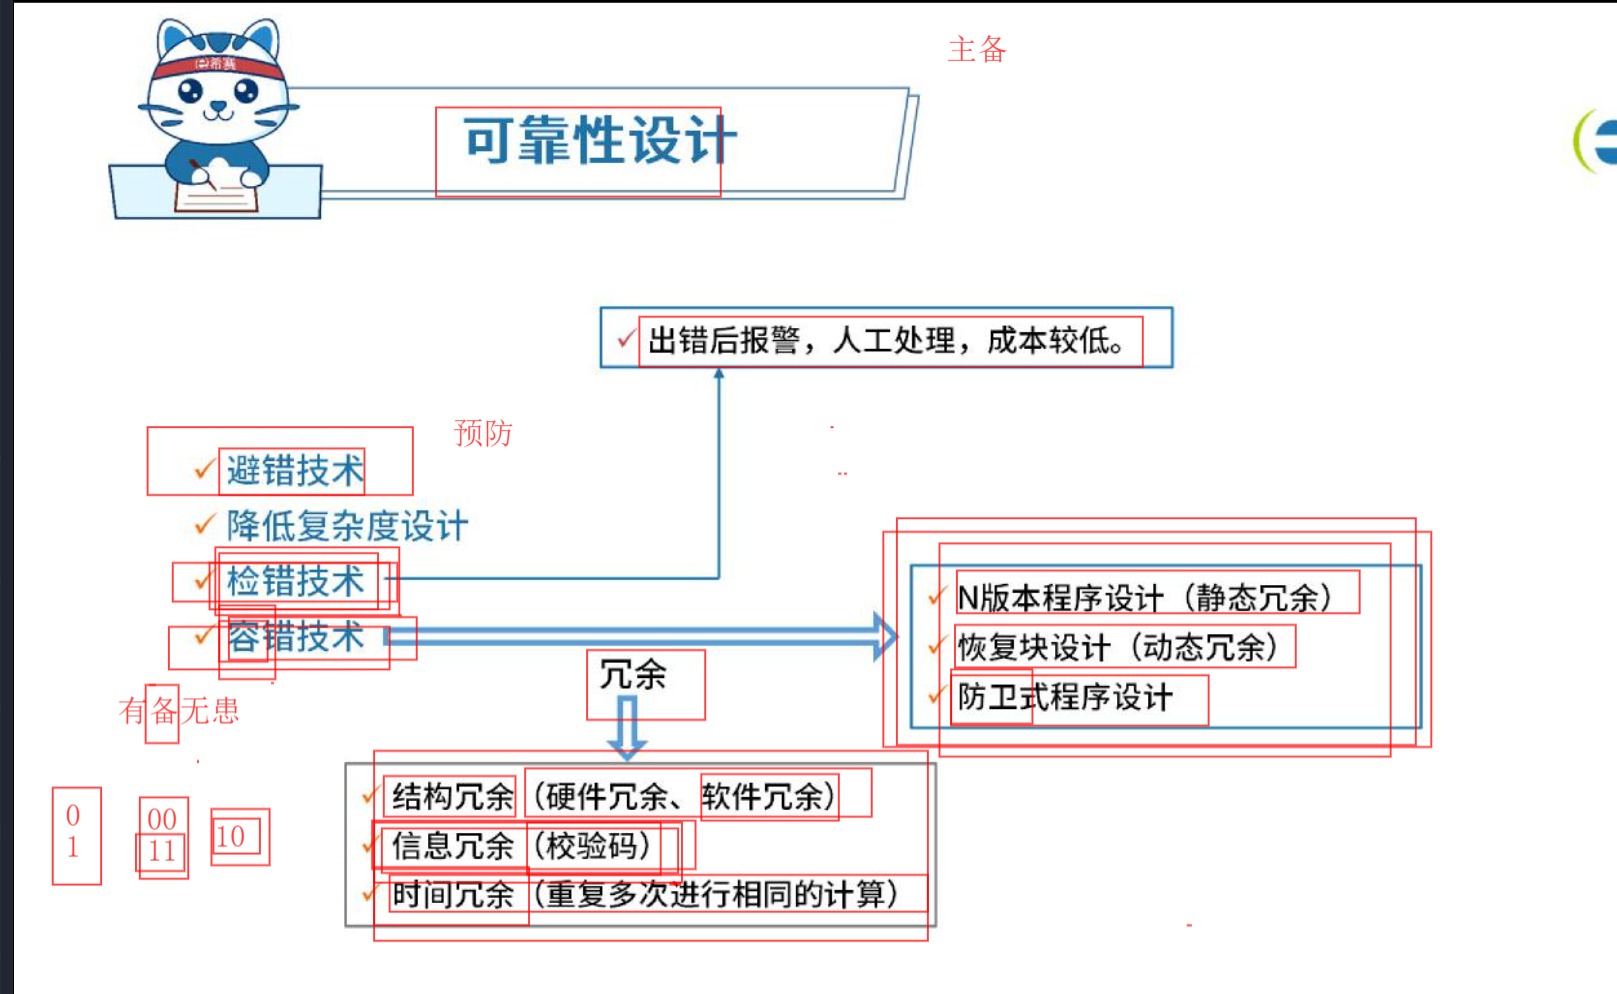 主备
希赛
可靠性设计
出错后报警，人工处理，成本较低。
预防
避错技术
降低复杂度设计
检错技术
容错技术
N版本程序设计（静态冗余）
恢复块设计（动态冗余）
防卫式程序设计
冗余
有备无患
结构冗余（硬件冗余、软件冗余）
信息冗余（校验码）
时间冗余（重复多次进行相同的计算）
0
1
00
11
10